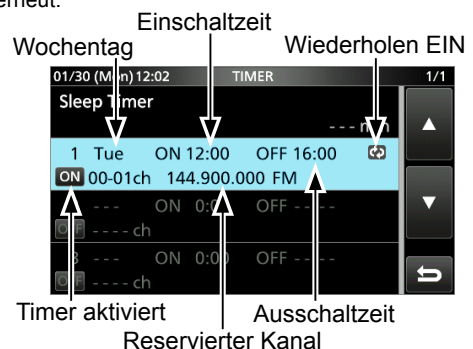 erneut.
Einschaltzeit
Wochentag
Wiederholen EIN
01/30 (Mon) 12:02 TIMER 1/1
Sleep Timer
--- min
1 Tue ON 12:00 OFF 16:00
ON 00-01ch 144.900.000 FM
--- ON 0:00 OFF --:--
OFF ---- ch
3 --- ON 0:00 OFF --:--
OFF ---- ch
Timer aktiviert
Ausschaltzeit
Reservierter Kanal